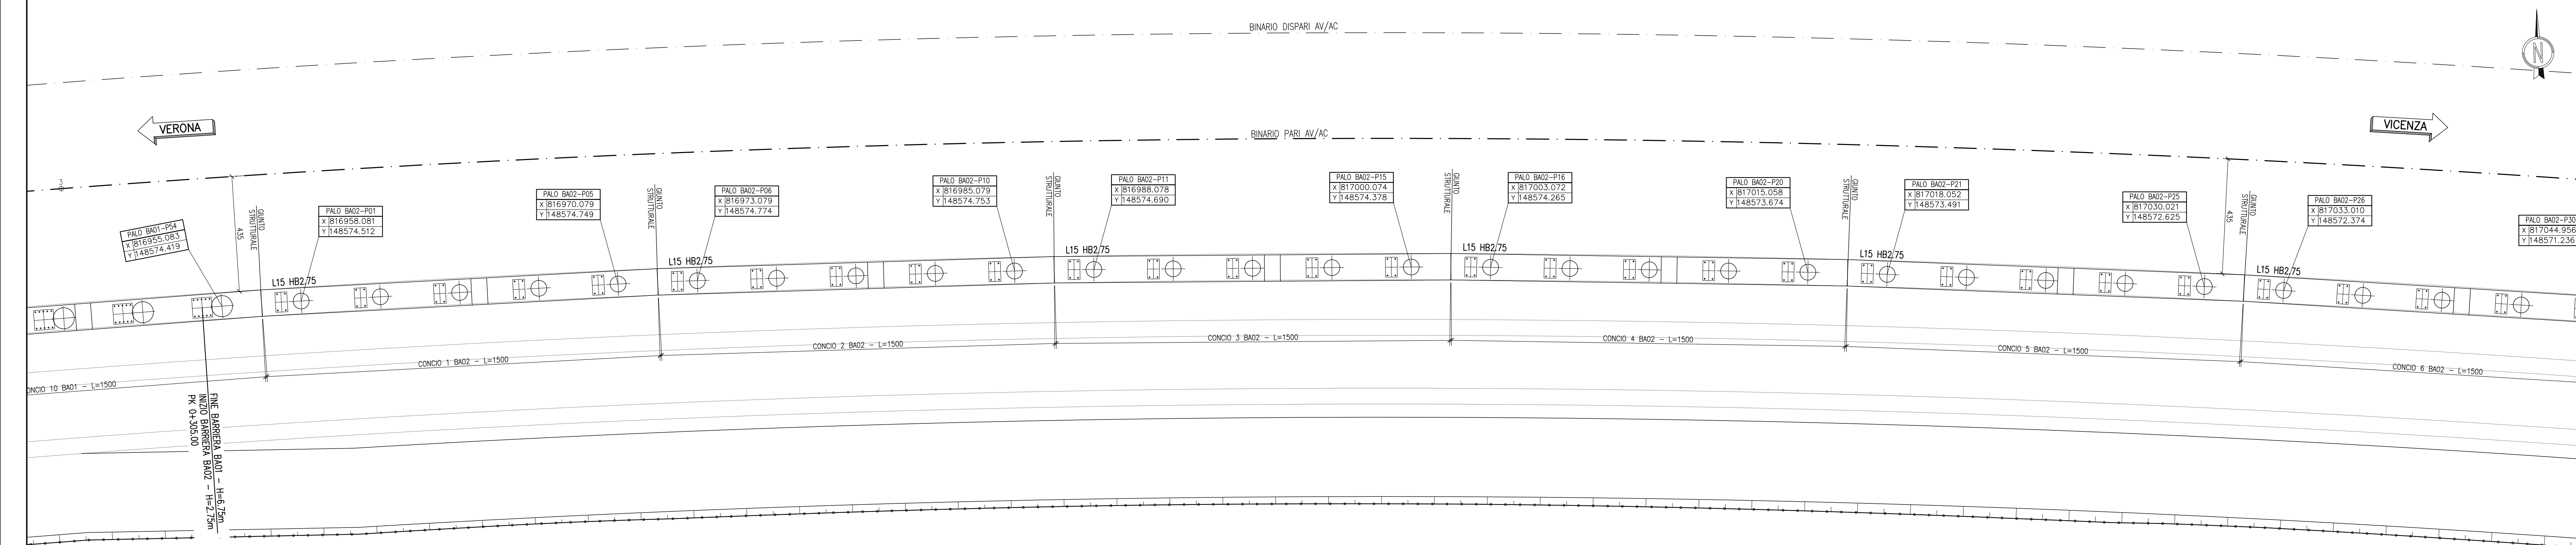 BINARIO DISPARI AV/AC
N
VERONA
BINARIO PARI AV/AC
VICENZA
PALO BA01-P54
X 816955.083
Y 148574.419
435
GIUNTO
STRUTTURALE
PALO BA02-P01
X 816958.081
Y 148574.512
PALO BA02-P05
X 816970.079
Y 148574.749
GIUNTO
STRUTTURALE
PALO BA02-P06
X 816973.079
Y 148574.774
PALO BA02-P10
X 816985.079
Y 148574.753
GIUNTO
STRUTTURALE
PALO BA02-P11
X 816988.078
Y 148574.690
PALO BA02-P15
X 817000.074
Y 148574.378
GIUNTO
STRUTTURALE
PALO BA02-P16
X 817003.072
Y 148574.265
PALO BA02-P20
X 817015.058
Y 148573.674
GIUNTO
STRUTTURALE
PALO BA02-P21
X 817018.052
Y 148573.491
PALO BA02-P25
X 817030.021
Y 148572.625
435
GIUNTO
STRUTTURALE
PALO BA02-P26
X 817033.010
Y 148572.374
PALO BA02-P30
X 817044.956
Y 148571.236
L15 HB2,75
L15 HB2,75
L15 HB2,75
L15 HB2,75
L15 HB2,75
L15 HB2,75
ONCIO 10 BA01 - L=1500
CONCIO 1 BA02 - L=1500
CONCIO 2 BA02 - L=1500
CONCIO 3 BA02 - L=1500
CONCIO 4 BA02 - L=1500
CONCIO 5 BA02 - L=1500
CONCIO 6 BA02 - L=1500
FINE BARRIERA BA01 - H=6,75m
INIZIO BARRIERA BA02 - H=2.75m
PK 0+305,00